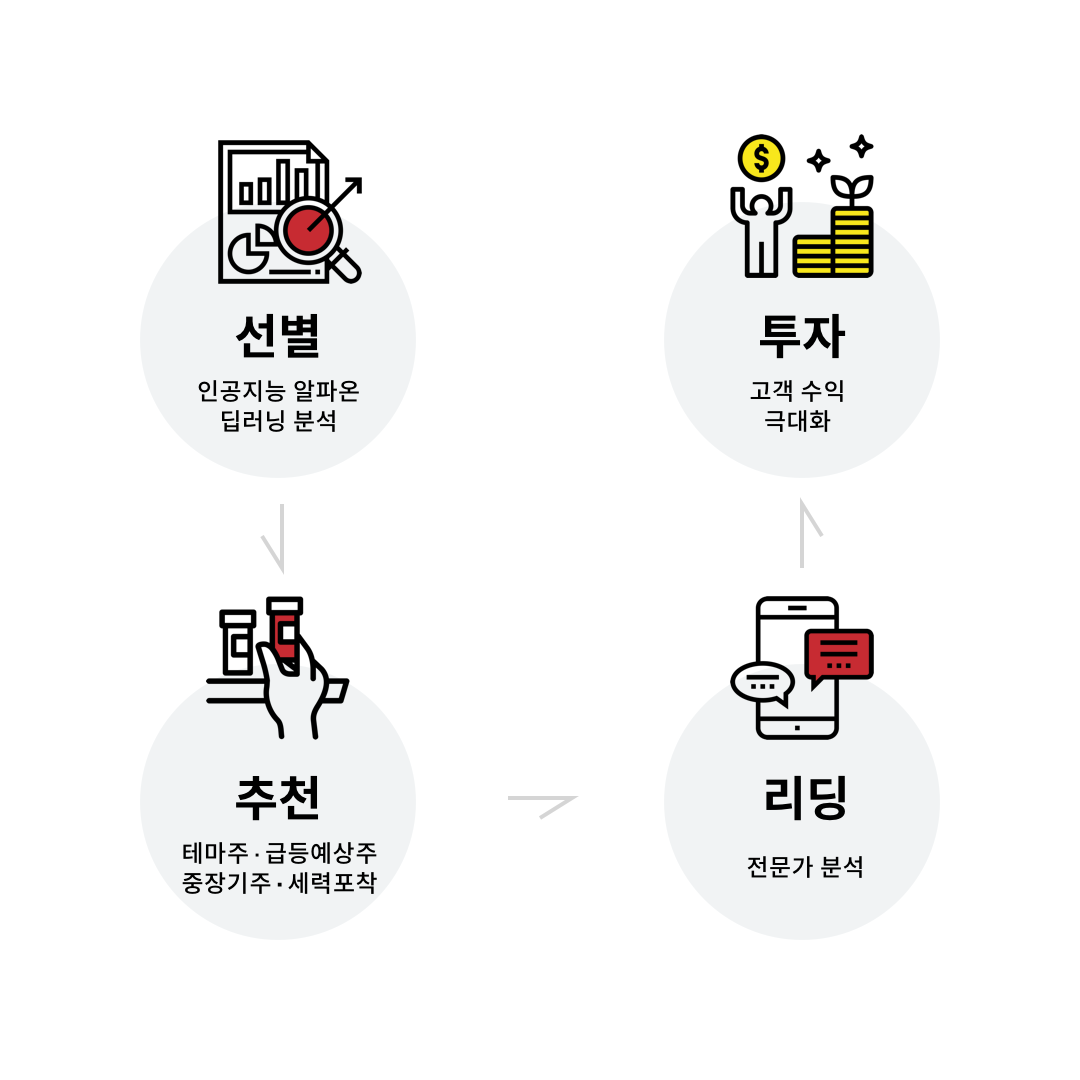 선별
인공지능 알파온
딥러닝 분석
추천
테마주 · 급등예상주
중장기주 · 세력포착
리딩
전문가 분석
투자
고객 수익
극대화
$